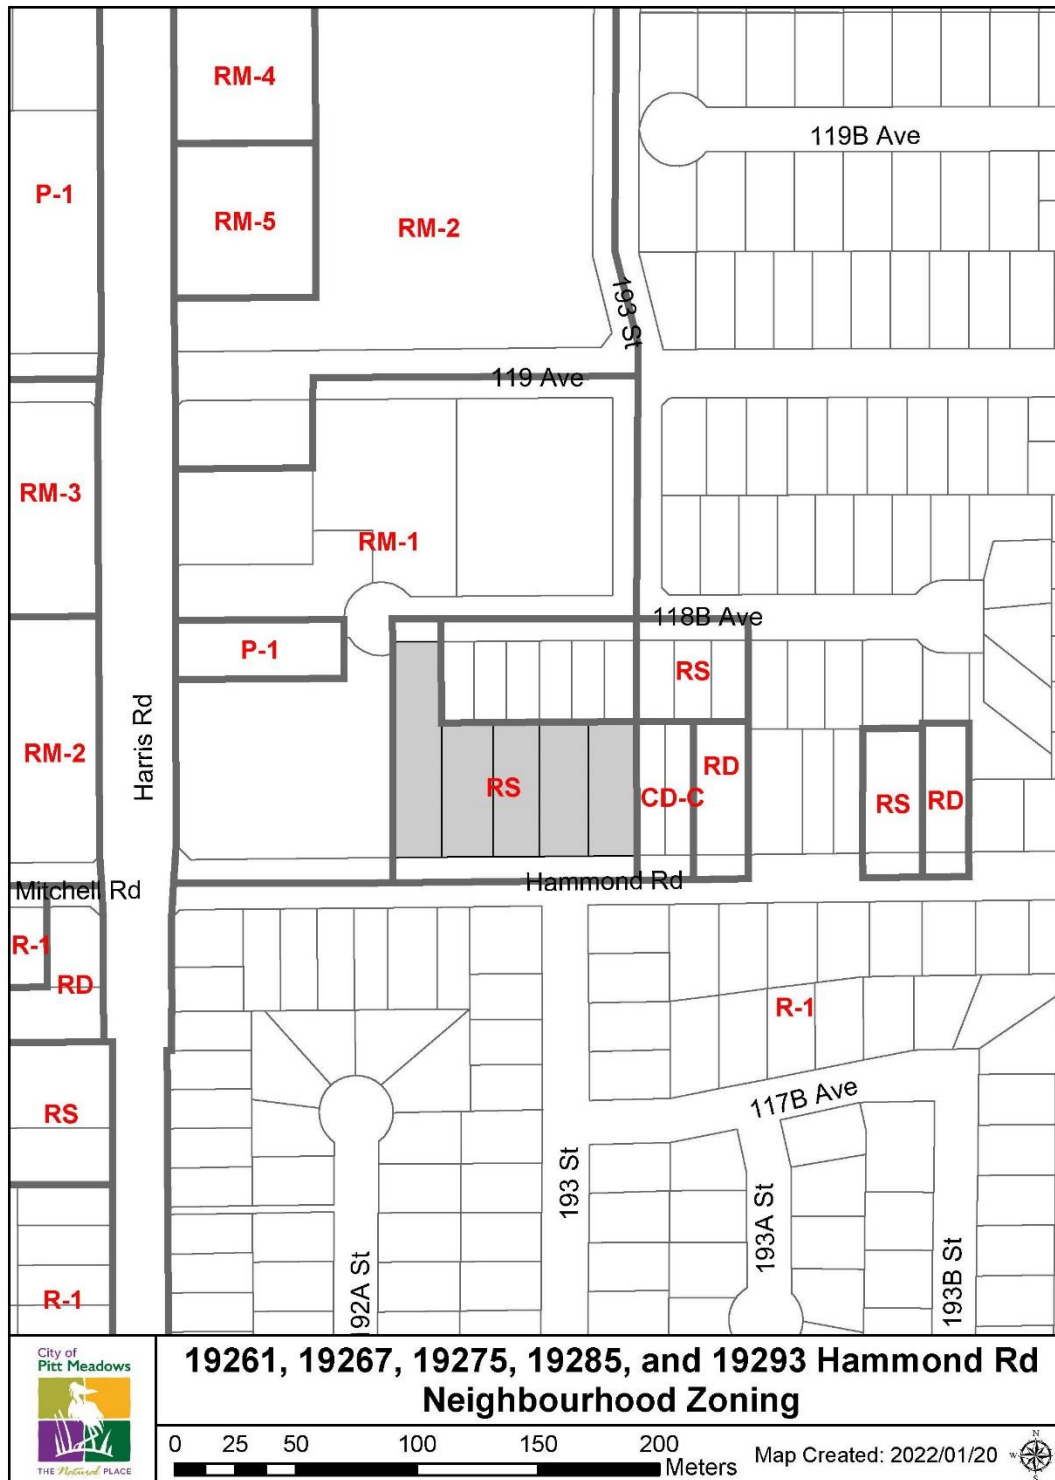 RM-4
119B Ave
P-1
RM-5
RM-2
193 St
119 Ave
RM-3
RM-1
118B Ave
P-1
RS
Harris Rd
RM-2
RD
RS
CD-C
RS
RD
Hammond Rd
Mitchell Rd
R-1
RD
R-1
117B Ave
RS
193 St
193A St
193B St
192A St
R-1
City of
Pitt Meadows
THE Natural PLACE
19261, 19267, 19275, 19285, and 19293 Hammond Rd
Neighbourhood Zoning
0 25 50 100 150 200
Meters
Map Created: 2022/01/20
N
W E
S